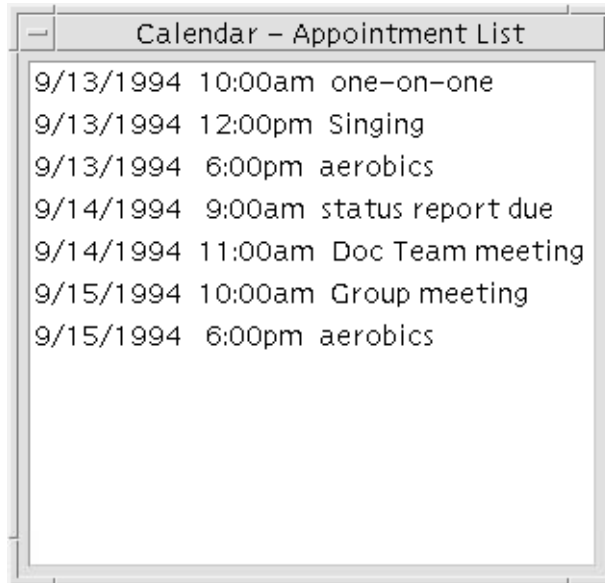 Calendar – Appointment List
9/13/1994 10:00am one–on–one
9/13/1994 12:00pm Singing
9/13/1994 6:00pm aerobics
9/14/1994 9:00am status report due
9/14/1994 11:00am Doc Team meeting
9/15/1994 10:00am Group meeting
9/15/1994 6:00pm aerobics